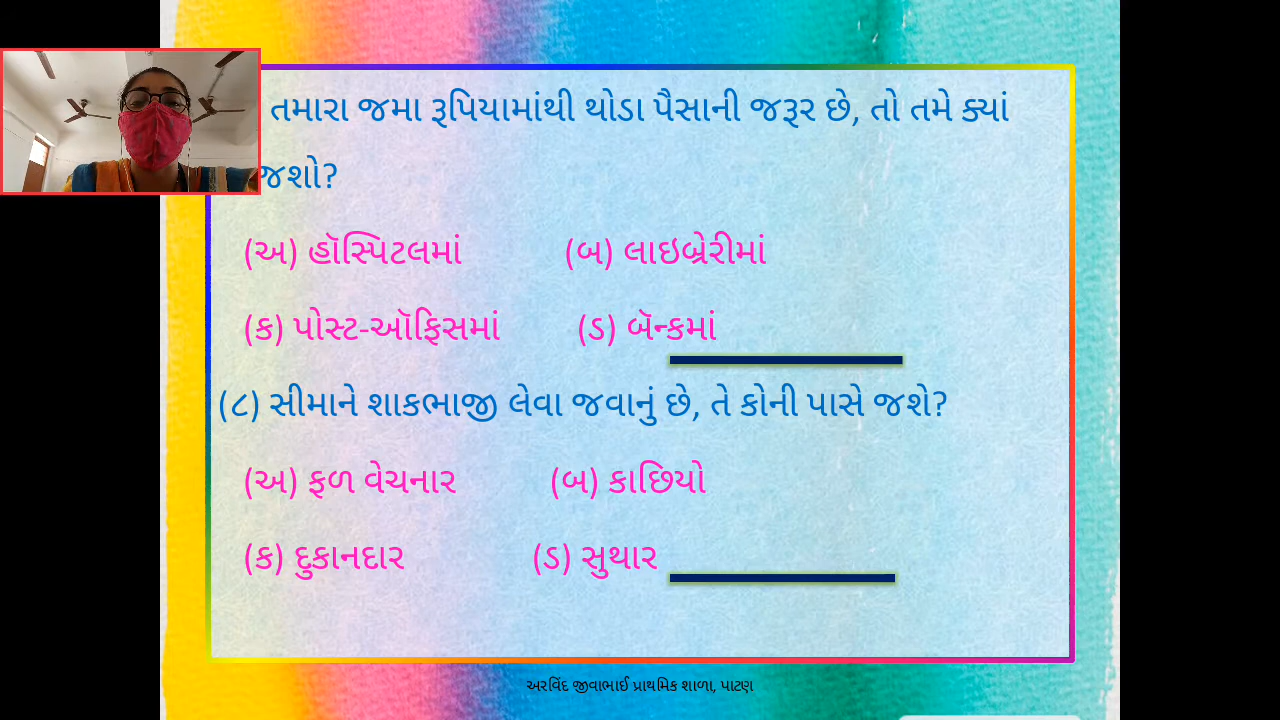 તમારા જમા રૂપિયામાંથી થોડા પૈસાની જરૂર છે, તો તમે ક્યાં
જશો?
(અ) હૉસ્પિટલમાં (બ) લાઇબ્રેરીમાં
(ક) પોસ્ટ-ઑફિસમાં (ડ) બૅન્કમાં
(૮) સીમાને શાકભાજી લેવા જવાનું છે, તે કોની પાસે જશે?
(અ) ફળ વેચનાર (બ) કાછિયો
(ક) દુકાનદાર (ડ) સુથાર
અરવિંદ જીવાભાઈ પ્રાથમિક શાળા, પાટણ